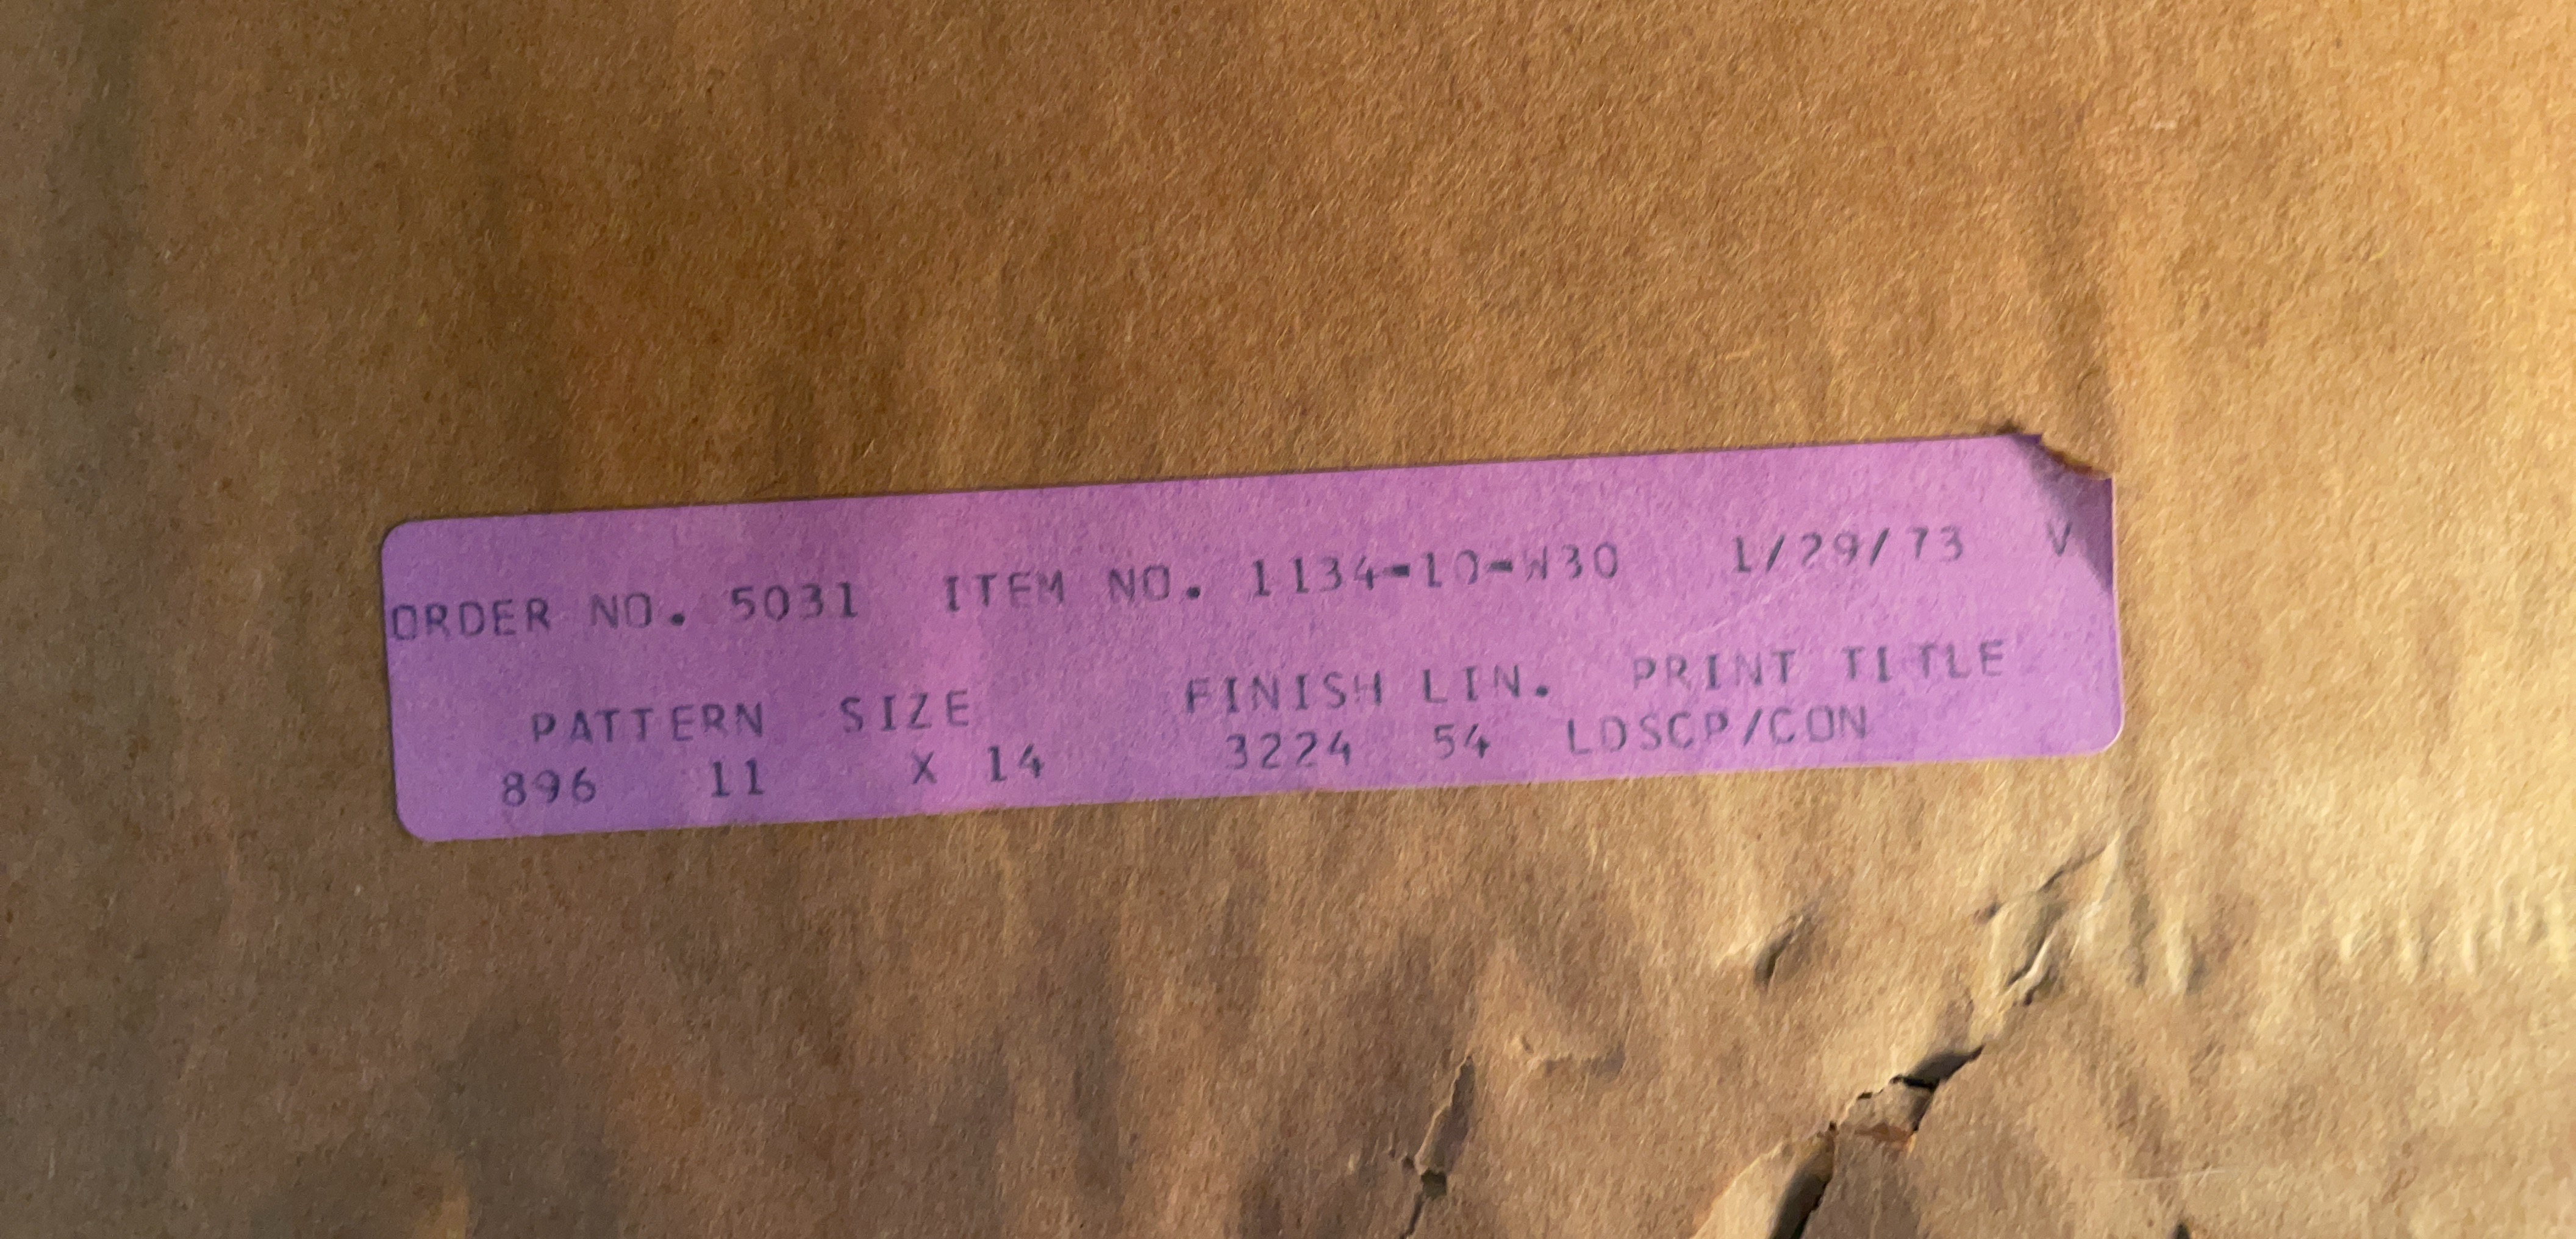 ORDER NO. 5031 ITEM NO. 1134-10-W30 1/29/73 V
PATTERN SIZE FINISH LIN. PRINT TITLE
896 11 X 14 3224 54 LDSCP/CON